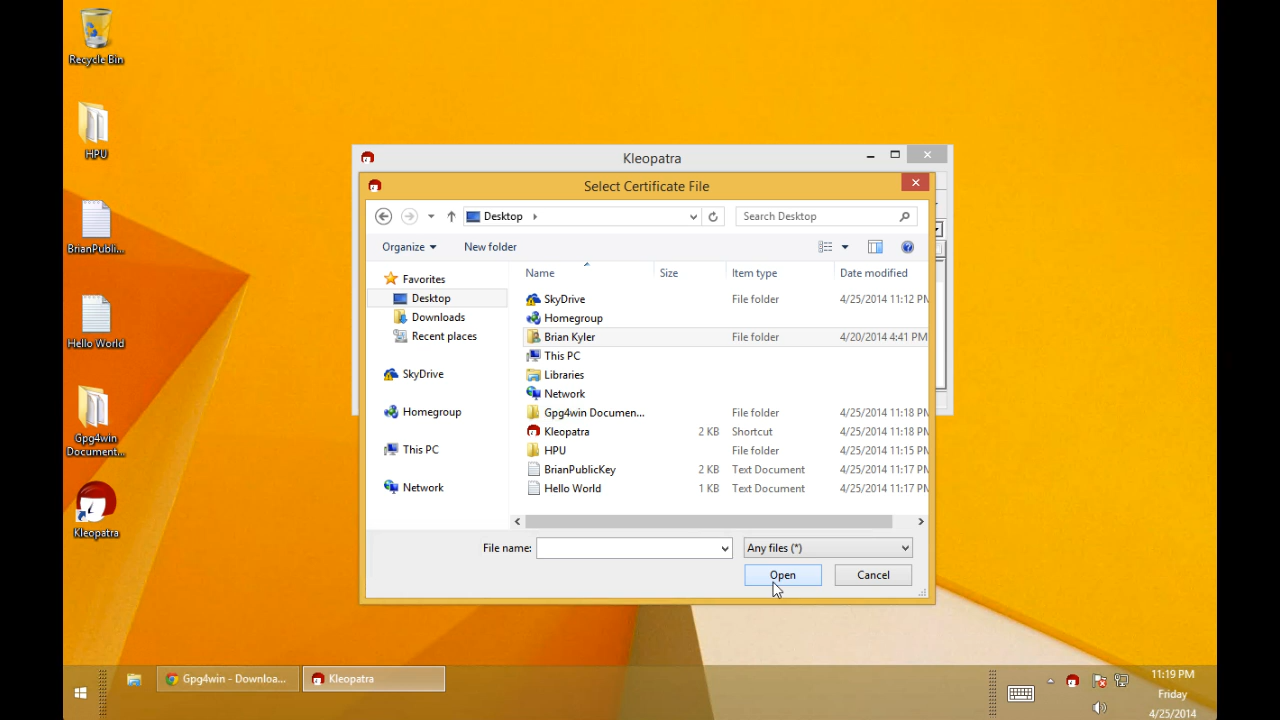 Recycle Bin
HPU
BrianPubli...
Hello World
Gpg4win
Document...
Kleopatra
Kleopatra
Select Certificate File
Desktop
Search Desktop
Organize
New folder
Favorites
Desktop
Downloads
Recent places
SkyDrive
Homegroup
This PC
Network
Name Size Item type Date modified
SkyDrive File folder 4/25/2014 11:12 PM
Homegroup
Brian Kyler File folder 4/20/2014 4:41 PM
This PC
Libraries
Network
Gpg4win Documen... File folder 4/25/2014 11:18 PM
Kleopatra 2 KB Shortcut 4/25/2014 11:18 PM
HPU File folder 4/25/2014 11:15 PM
BrianPublicKey 2 KB Text Document 4/25/2014 11:17 PM
Hello World 1 KB Text Document 4/25/2014 11:17 PM
File name:
Any files (*)
Open
Cancel
Gpg4win - Downloa...
Kleopatra
11:19 PM
Friday
4/25/2014